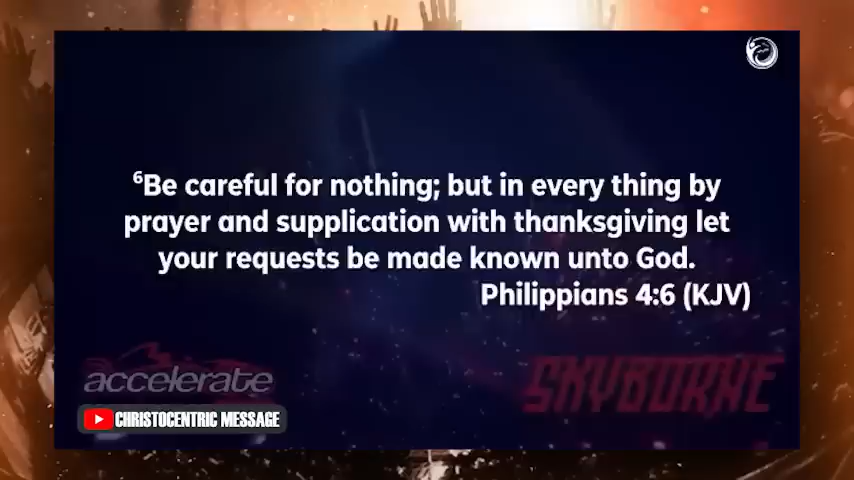 ⁶Be careful for nothing; but in every thing by
prayer and supplication with thanksgiving let
your requests be made known unto God.
Philippians 4:6 (KJV)
accelerate
SKYBORNE
CHRISTOCENTRIC MESSAGE